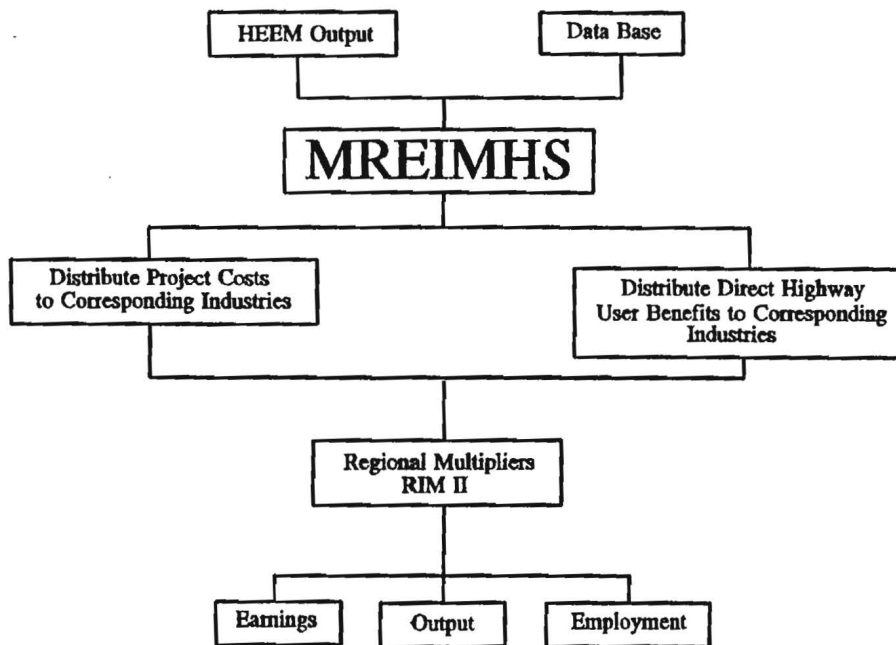 HEEM Output
Data Base
MREIMHS
Distribute Project Costs
to Corresponding Industries
Distribute Direct Highway
User Benefits to Corresponding
Industries
Regional Multipliers
RIM II
Earnings
Output
Employment